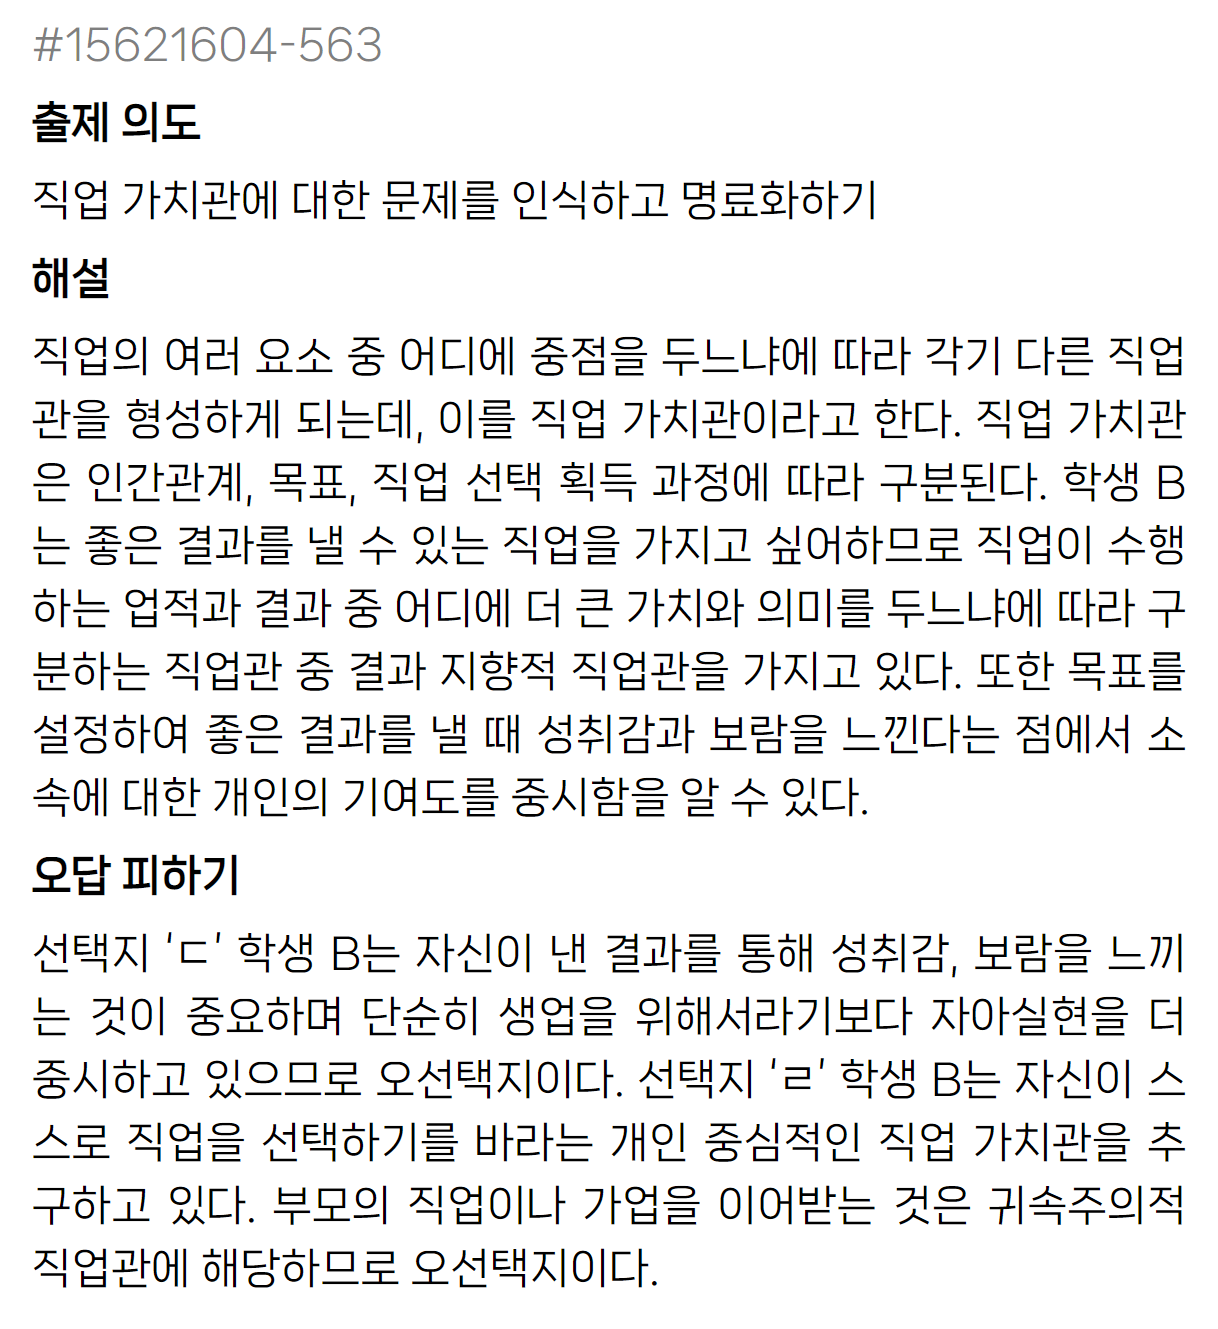 #15621604-563
출제 의도
직업 가치관에 대한 문제를 인식하고 명료화하기
해설
직업의 여러 요소 중 어디에 중점을 두느냐에 따라 각기 다른 직업
관을 형성하게 되는데, 이를 직업 가치관이라고 한다. 직업 가치관
은 인간관계, 목표, 직업 선택 획득 과정에 따라 구분된다. 학생 B
는 좋은 결과를 낼 수 있는 직업을 가지고 싶어하므로 직업이 수행
하는 업적과 결과 중 어디에 더 큰 가치와 의미를 두느냐에 따라 구
분하는 직업관 중 결과 지향적 직업관을 가지고 있다. 또한 목표를
설정하여 좋은 결과를 낼 때 성취감과 보람을 느낀다는 점에서 소
속에 대한 개인의 기여도를 중시함을 알 수 있다.
오답 피하기
선택지 ‘ㄷ’ 학생 B는 자신이 낸 결과를 통해 성취감, 보람을 느끼
는 것이 중요하며 단순히 생업을 위해서라기보다 자아실현을 더
중시하고 있으므로 오선택지이다. 선택지 ‘ㄹ’ 학생 B는 자신이 스
스로 직업을 선택하기를 바라는 개인 중심적인 직업 가치관을 추
구하고 있다. 부모의 직업이나 가업을 이어받는 것은 귀속주의적
직업관에 해당하므로 오선택지이다.